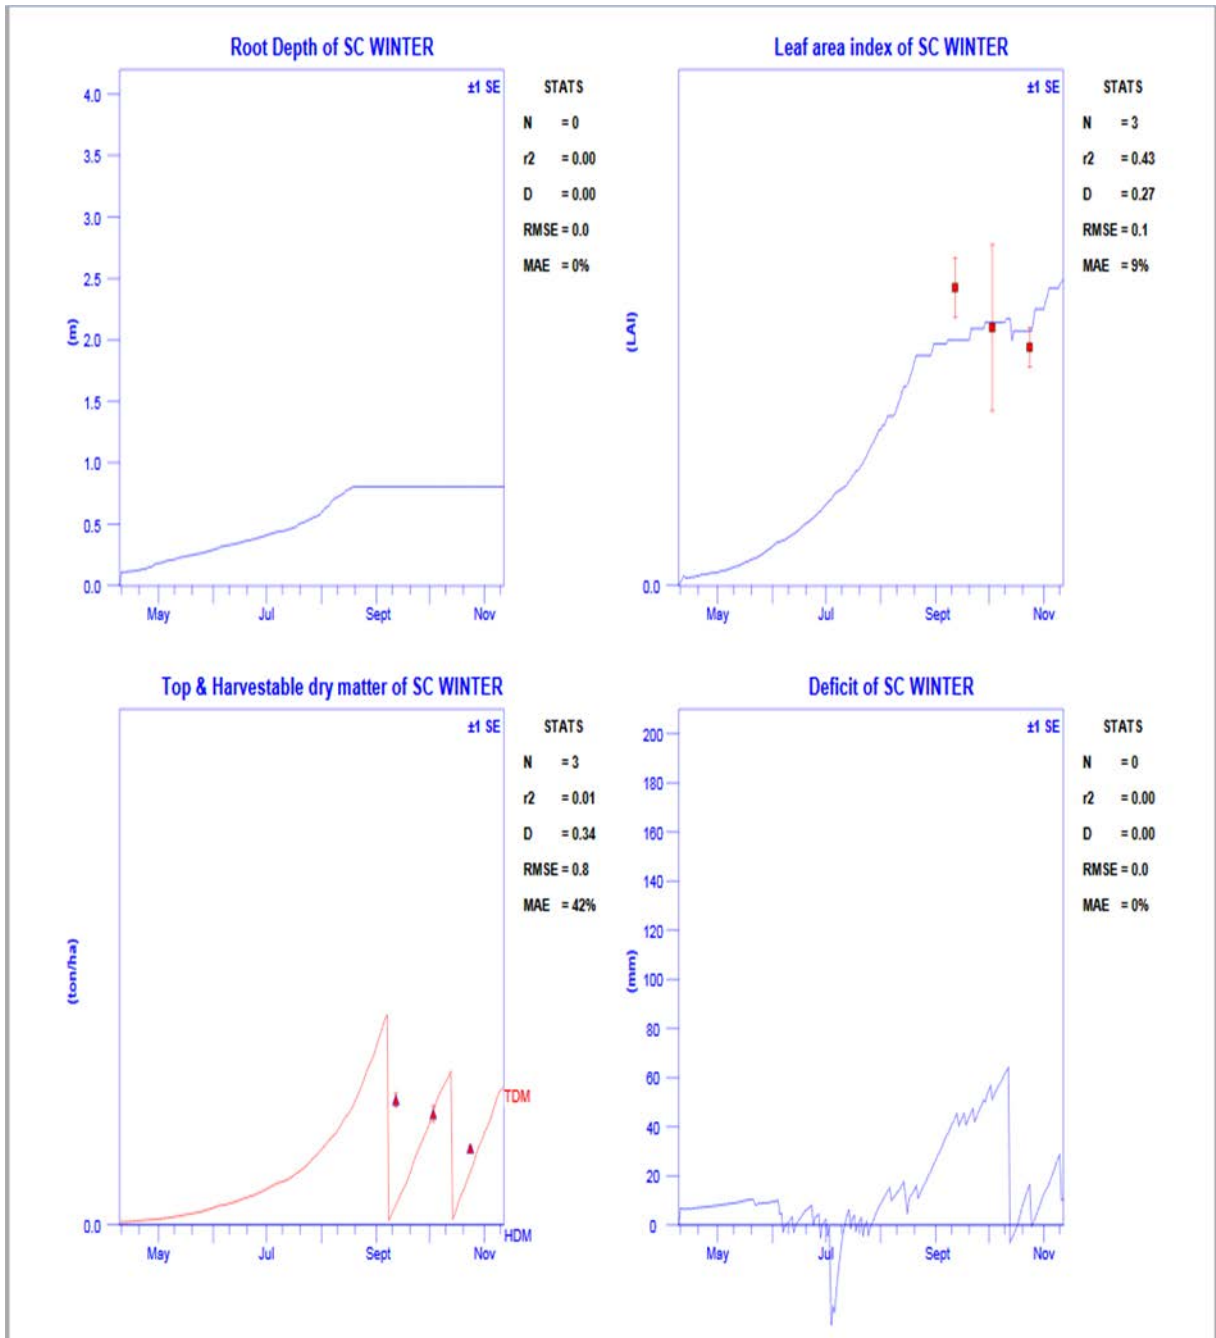 Root Depth of SC WINTER
±1 SE
STATS
N = 0
r2 = 0.00
D = 0.00
RMSE = 0.0
MAE = 0%
4.0
3.5
3.0
2.5
2.0
1.5
1.0
0.5
0.0
(m)
May Jul Sept Nov
Leaf area index of SC WINTER
±1 SE
STATS
N = 3
r2 = 0.43
D = 0.27
RMSE = 0.1
MAE = 9%
(LAI)
0.0
May Jul Sept Nov
Top & Harvestable dry matter of SC WINTER
±1 SE
STATS
N = 3
r2 = 0.01
D = 0.34
RMSE = 0.8
MAE = 42%
(ton/ha)
TDM
0.0
HDM
May Jul Sept Nov
Deficit of SC WINTER
±1 SE
STATS
N = 0
r2 = 0.00
D = 0.00
RMSE = 0.0
MAE = 0%
200
180
160
140
120
100
80
60
40
20
0
(mm)
May Jul Sept Nov